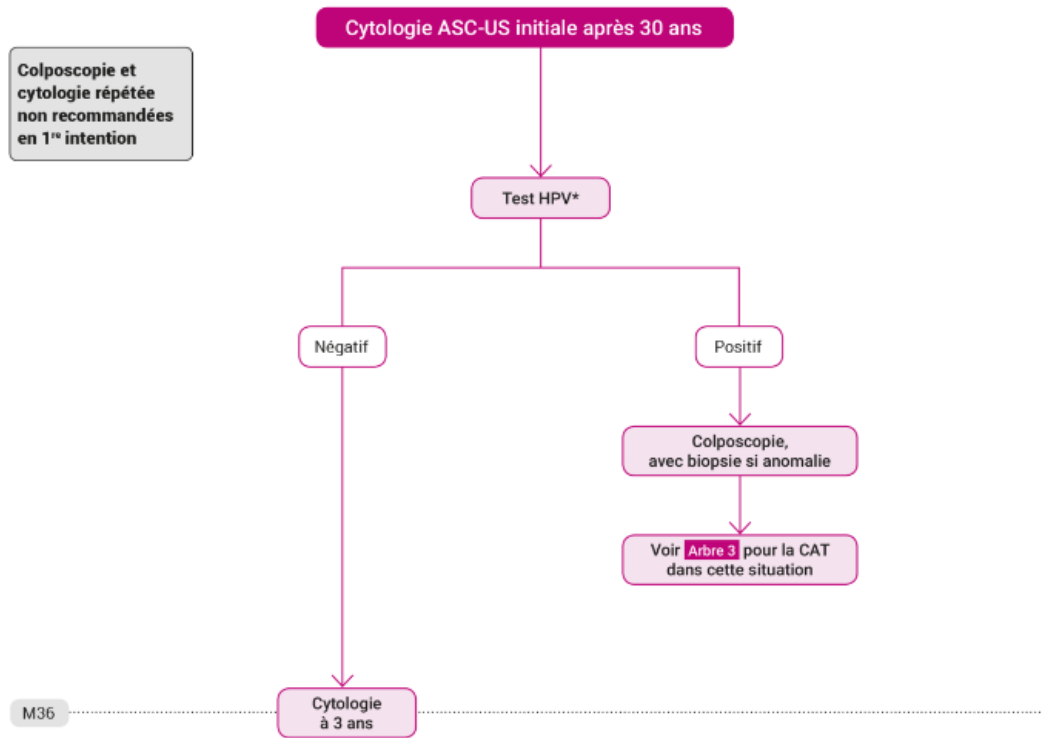 Cytologie ASC-US initiale après 30 ans
Colposcopie et
cytologie répétée
non recommandées
en 1re intention
Test HPV*
Négatif
Positif
Colposcopie,
avec biopsie si anomalie
Voir Arbre 3 pour la CAT
dans cette situation
M36
Cytologie
à 3 ans